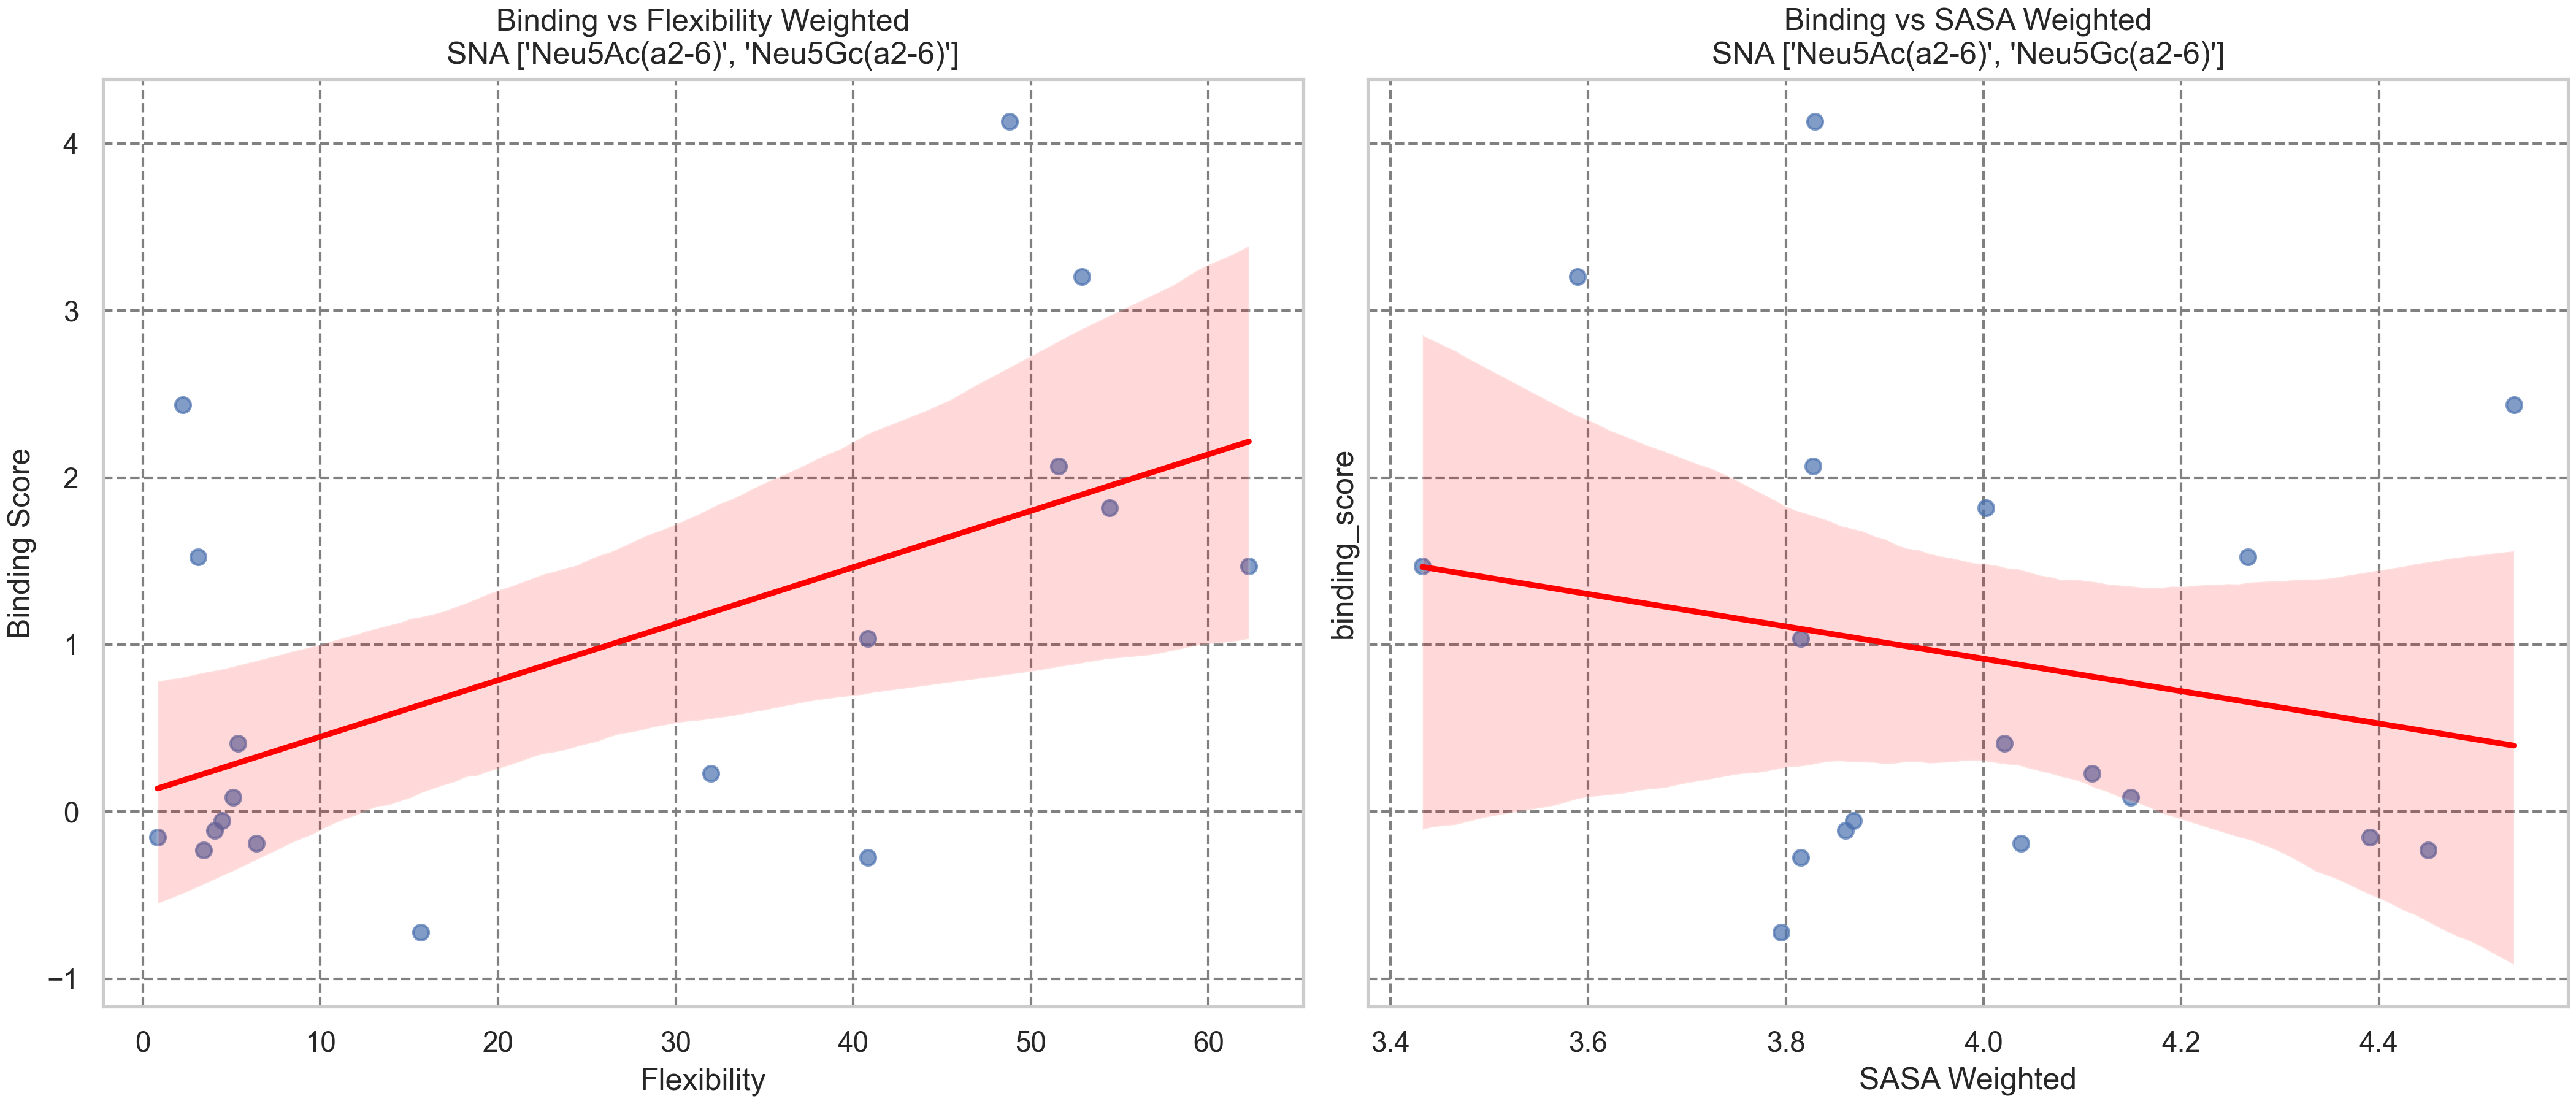 Binding vs Flexibility Weighted
SNA ['Neu5Ac(a2-6)', 'Neu5Gc(a2-6)']
Binding Score
4
3
2
1
0
−1
0 10 20 30 40 50 60
Flexibility
Binding vs SASA Weighted
SNA ['Neu5Ac(a2-6)', 'Neu5Gc(a2-6)']
binding_score
3.4 3.6 3.8 4.0 4.2 4.4
SASA Weighted